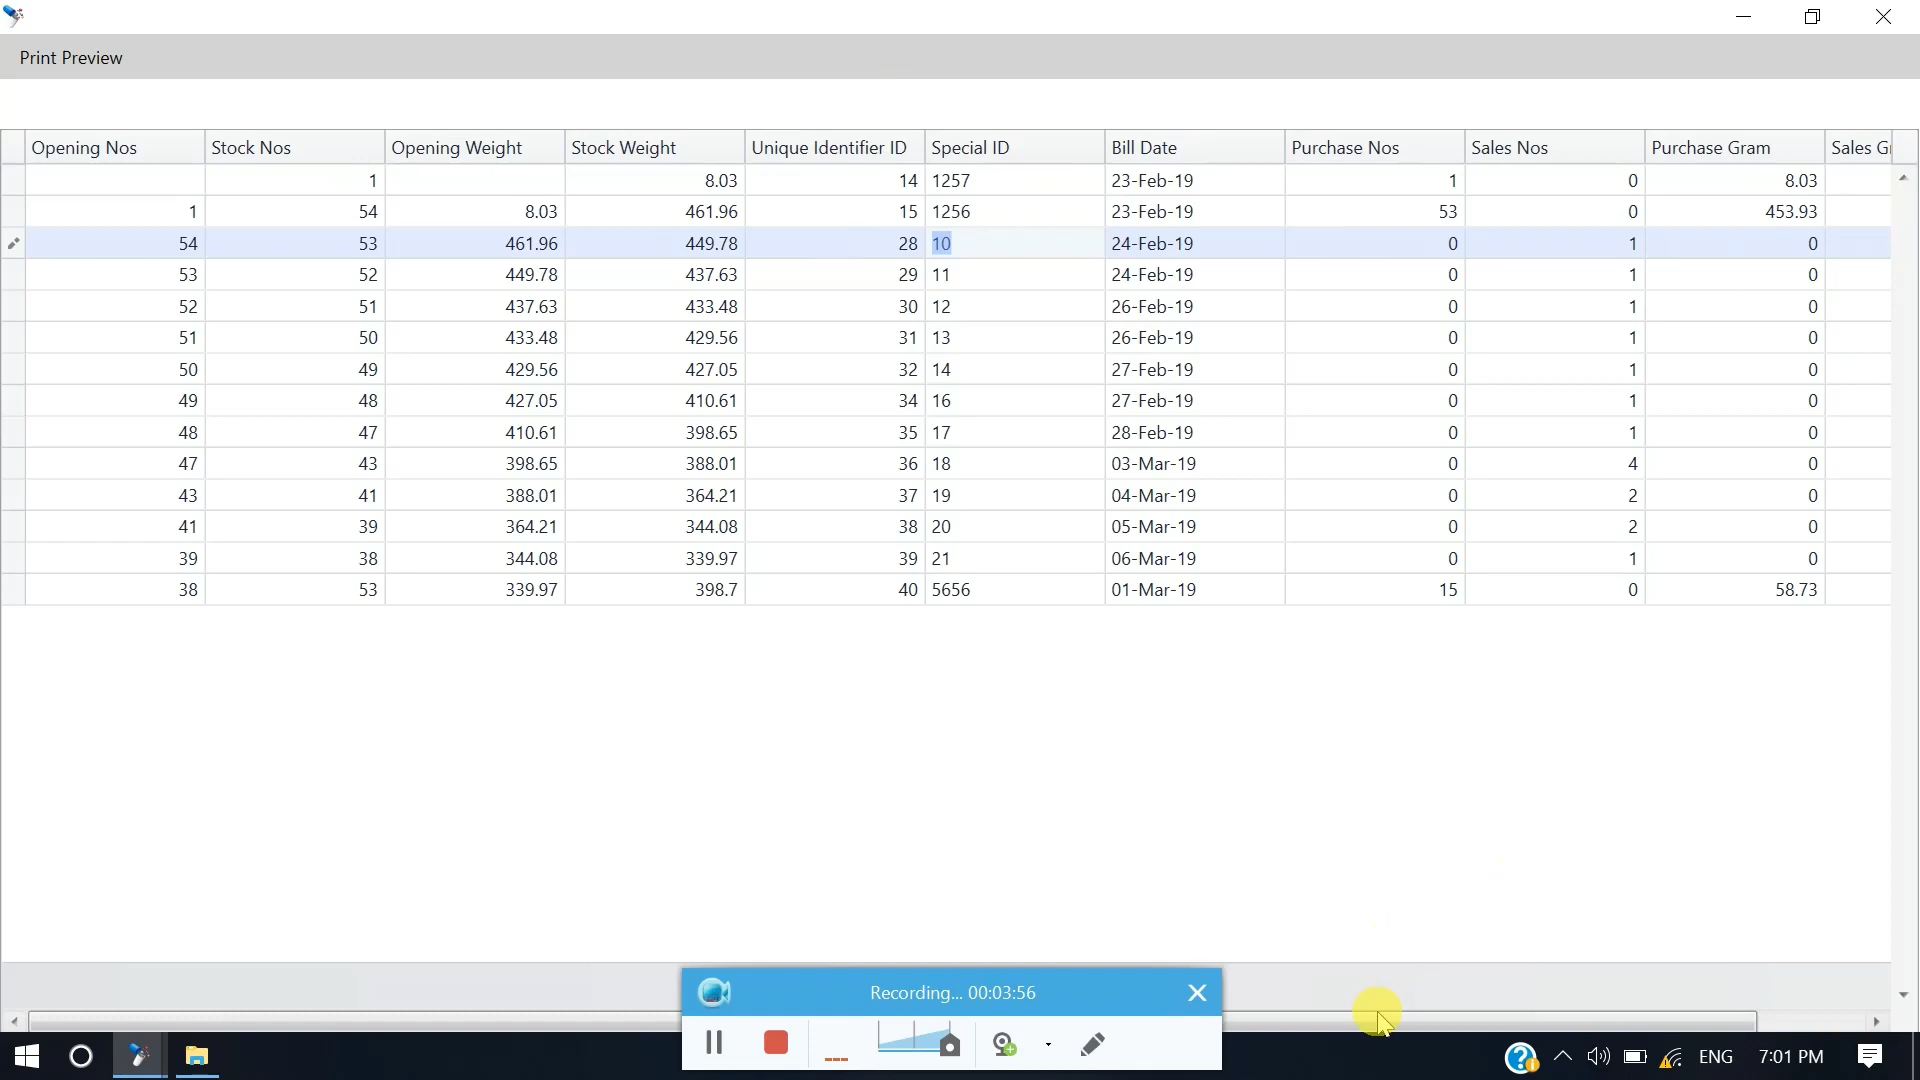 Print Preview
Opening Nos Stock Nos Opening Weight Stock Weight Unique Identifier ID Special ID Bill Date Purchase Nos Sales Nos Purchase Gram Sales G
1 8.03 14 1257 23-Feb-19 1 0 8.03
1 54 8.03 461.96 15 1256 23-Feb-19 53 0 453.93
54 53 461.96 449.78 28 10 24-Feb-19 0 1 0
53 52 449.78 437.63 29 11 24-Feb-19 0 1 0
52 51 437.63 433.48 30 12 26-Feb-19 0 1 0
51 50 433.48 429.56 31 13 26-Feb-19 0 1 0
50 49 429.56 427.05 32 14 27-Feb-19 0 1 0
49 48 427.05 410.61 34 16 27-Feb-19 0 1 0
48 47 410.61 398.65 35 17 28-Feb-19 0 1 0
47 43 398.65 388.01 36 18 03-Mar-19 0 4 0
43 41 388.01 364.21 37 19 04-Mar-19 0 2 0
41 39 364.21 344.08 38 20 05-Mar-19 0 2 0
39 38 344.08 339.97 39 21 06-Mar-19 0 1 0
38 53 339.97 398.7 40 5656 01-Mar-19 15 0 58.73
Recording... 00:03:56
ENG 7:01 PM